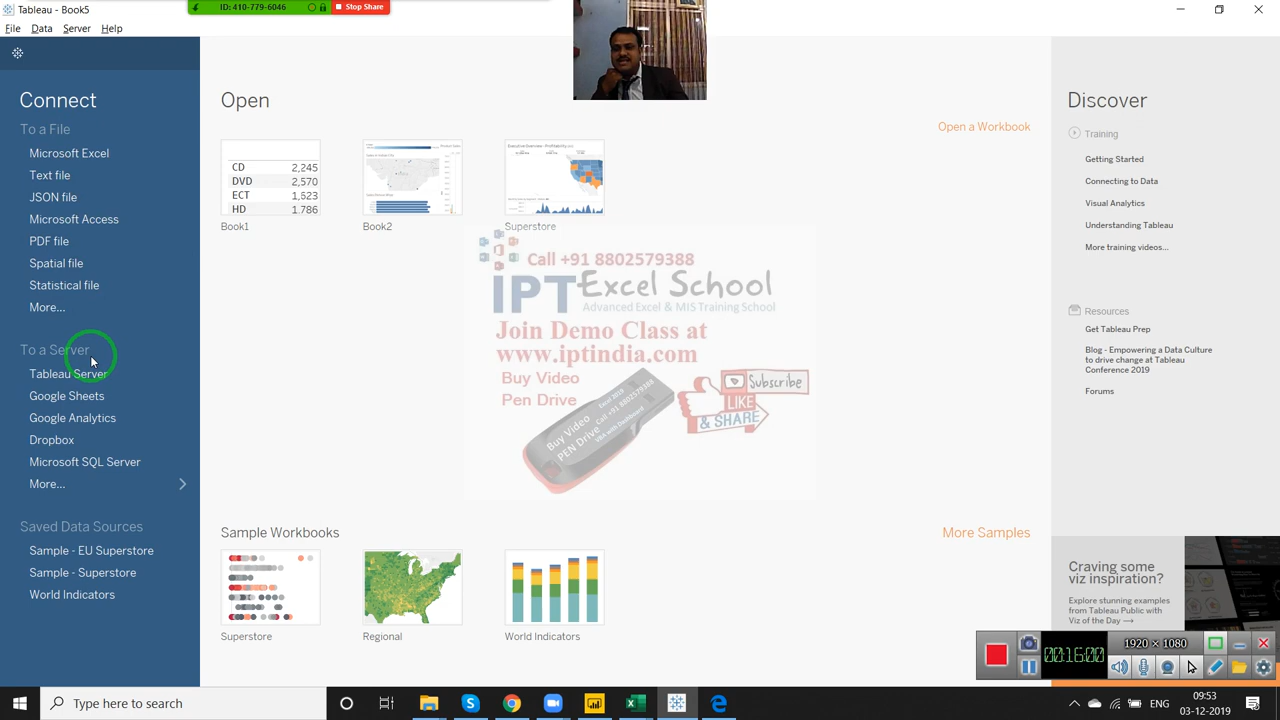 Tableau - Book5
ID: 410-779-6046
Stop Share
File Data Server Help
Connect
To a File
Microsoft Excel
Text file
JSON file
Microsoft Access
PDF file
Spatial file
Statistical file
More...
To a Server
Tableau Server
Google Sheets
Google Analytics
Dropbox
Microsoft SQL Server
More...
Saved Data Sources
Sample - EU Superstore
Sample - Superstore
World Indicators
Open
Open a Workbook
CD 2,245
DVD 2,570
ECT 1,523
HD 1.786
Book1
Book2
Superstore
Call +91 8802579388
IPT Excel School
Advanced Excel & MIS Training School
Join Demo Class at
www.iptindia.com
Buy Video
Pen Drive
Subscribe
LIKE
& SHARE
Buy Video
PEN Drive
Call +91 8802579388
Sample Workbooks
More Samples
Superstore
Regional
World Indicators
Discover
Training
Getting Started
Connecting to Data
Visual Analytics
Understanding Tableau
More training videos...
Resources
Get Tableau Prep
Blog - Empowering a Data Culture
to drive change at Tableau
Conference 2019
Forums
Craving some
viz inspiration?
Explore stunning examples
from Tableau Public with
Viz of the Day →
1920 × 1080
00:16:00
Type here to search
ENG
09:53
03-12-2019